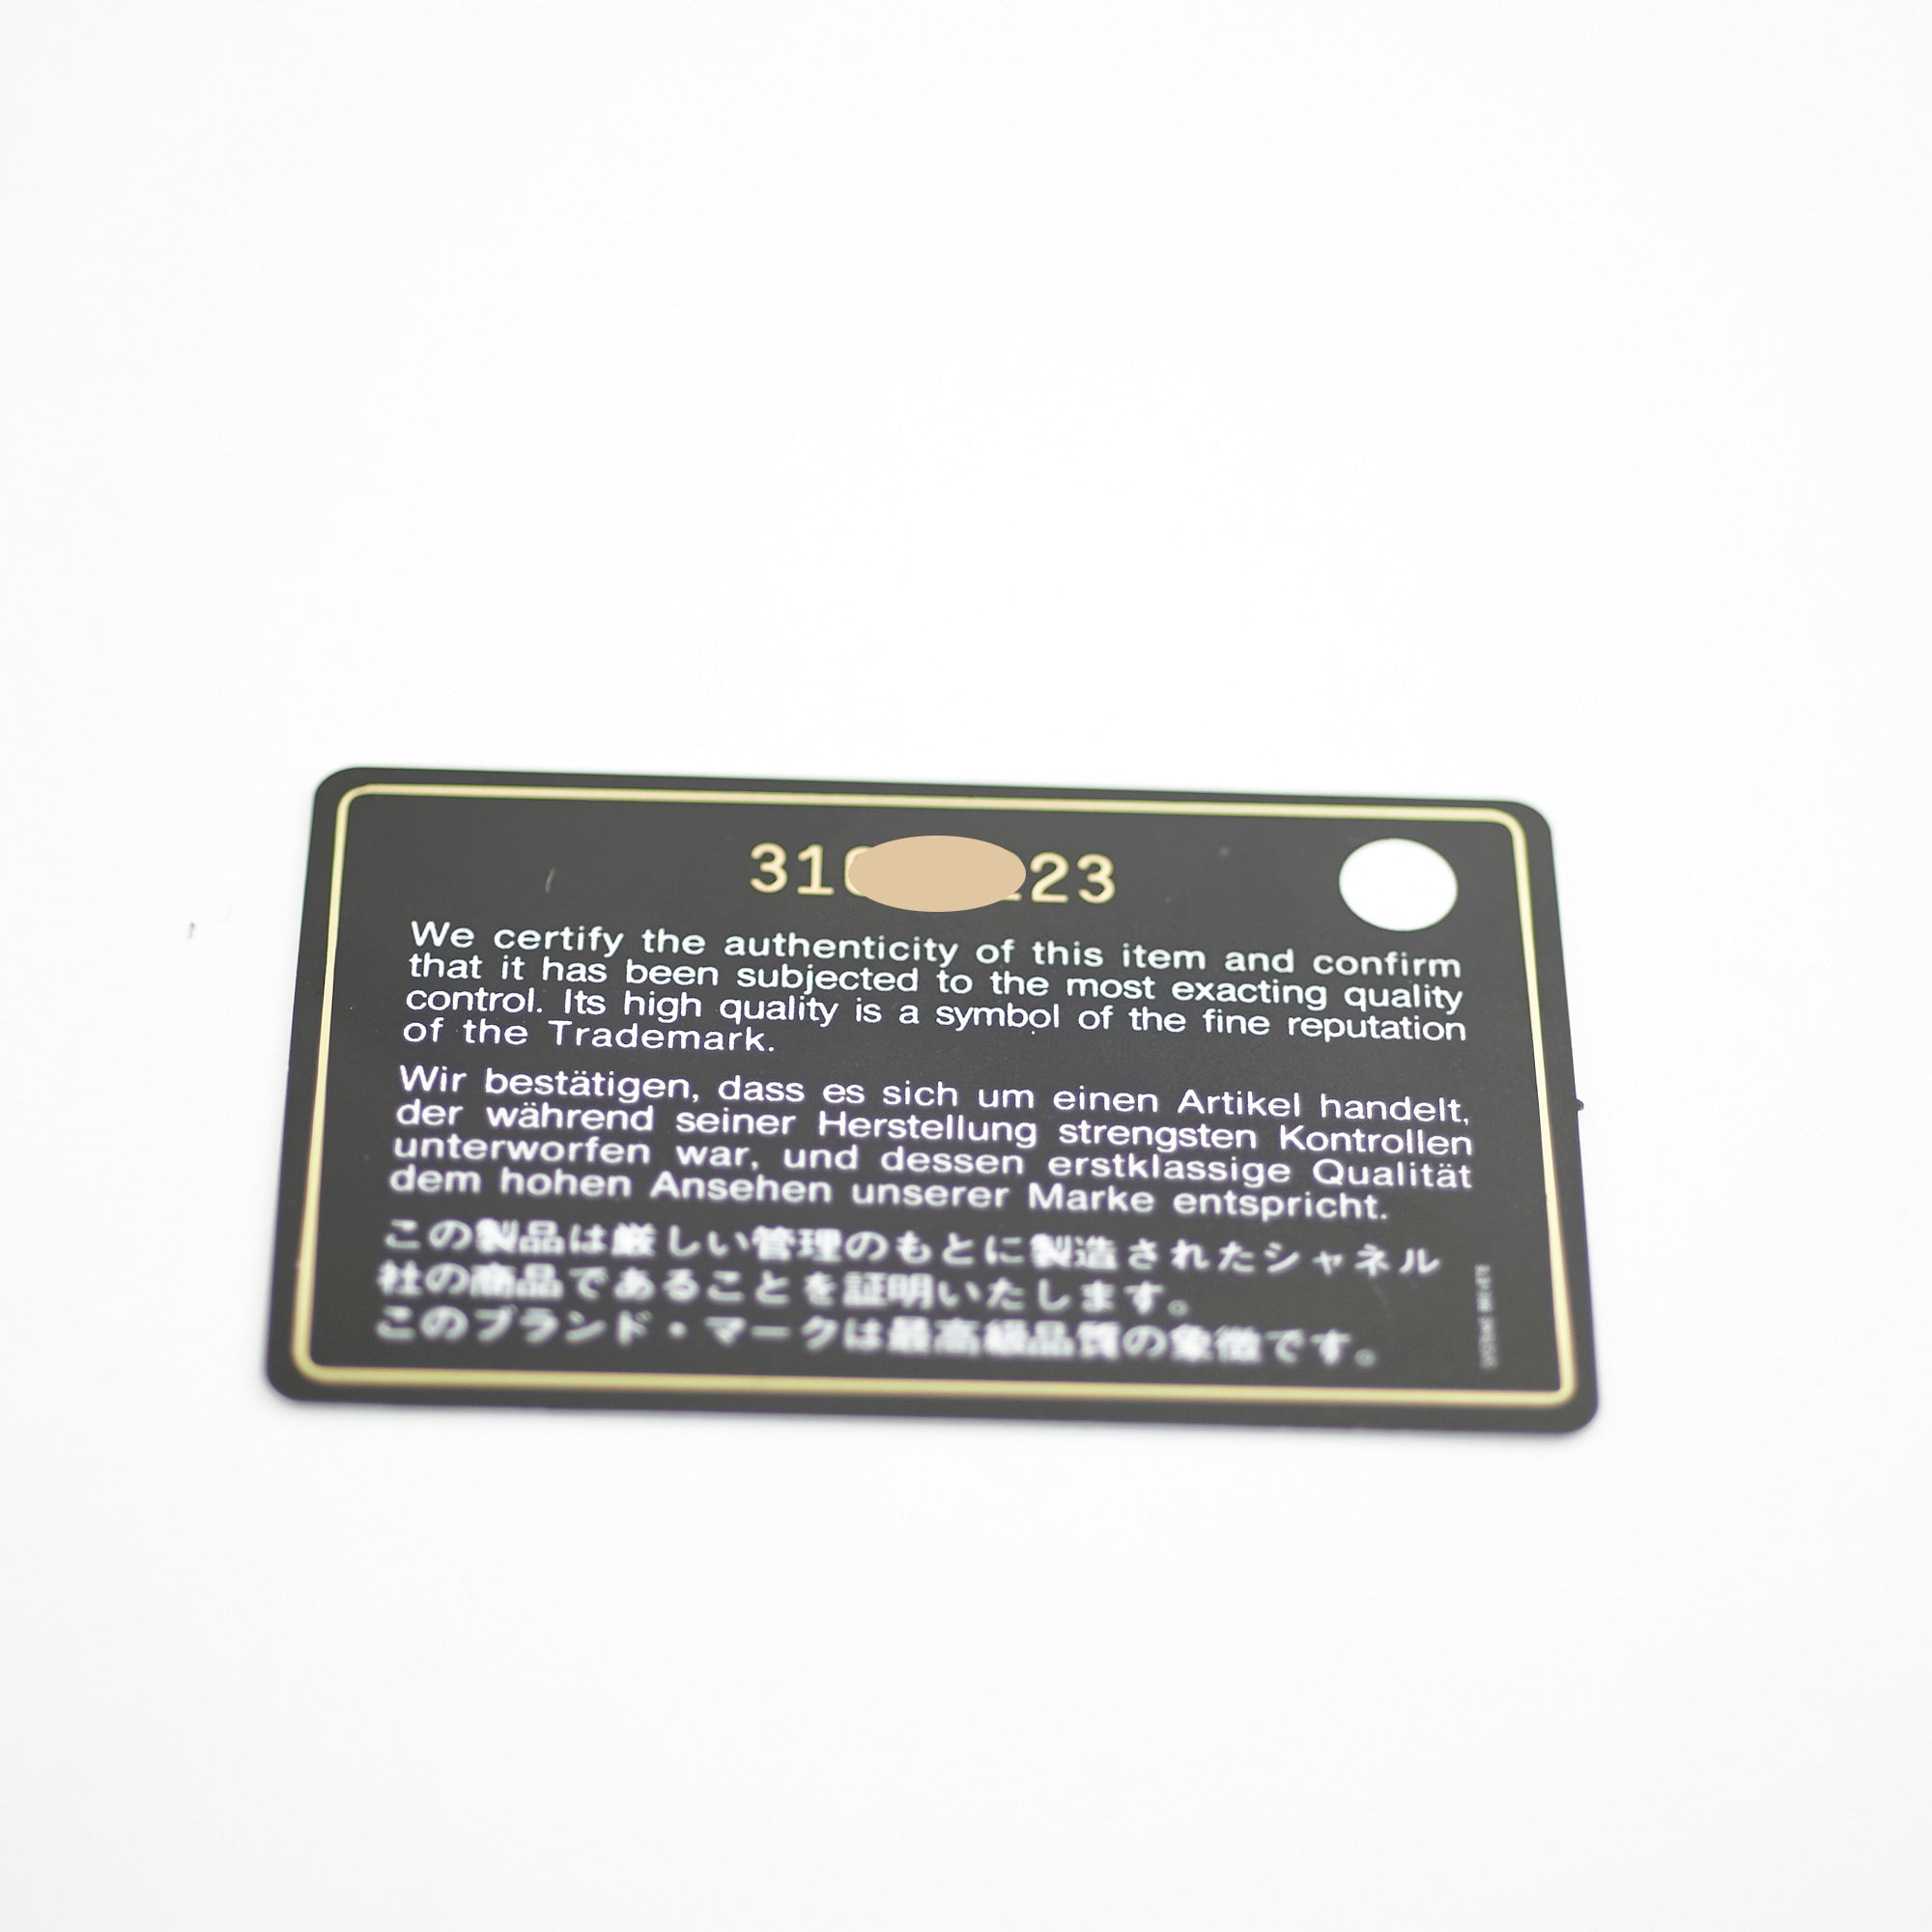 31 23
We certify the authenticity of this item and confirm
that it has been subjected to the most exacting quality
control. Its high quality is a symbol of the fine reputation
of the Trademark.
Wir bestätigen, dass es sich um einen Artikel handelt,
der während seiner Herstellung strengsten Kontrollen
unterworfen war, und dessen erstklassige Qualität
dem hohen Ansehen unserer Marke entspricht.
この製品は厳しい管理のもとに製造されたシャネル
社の商品であることを証明いたします。
このブランド・マークは最高級品質の象徴です。